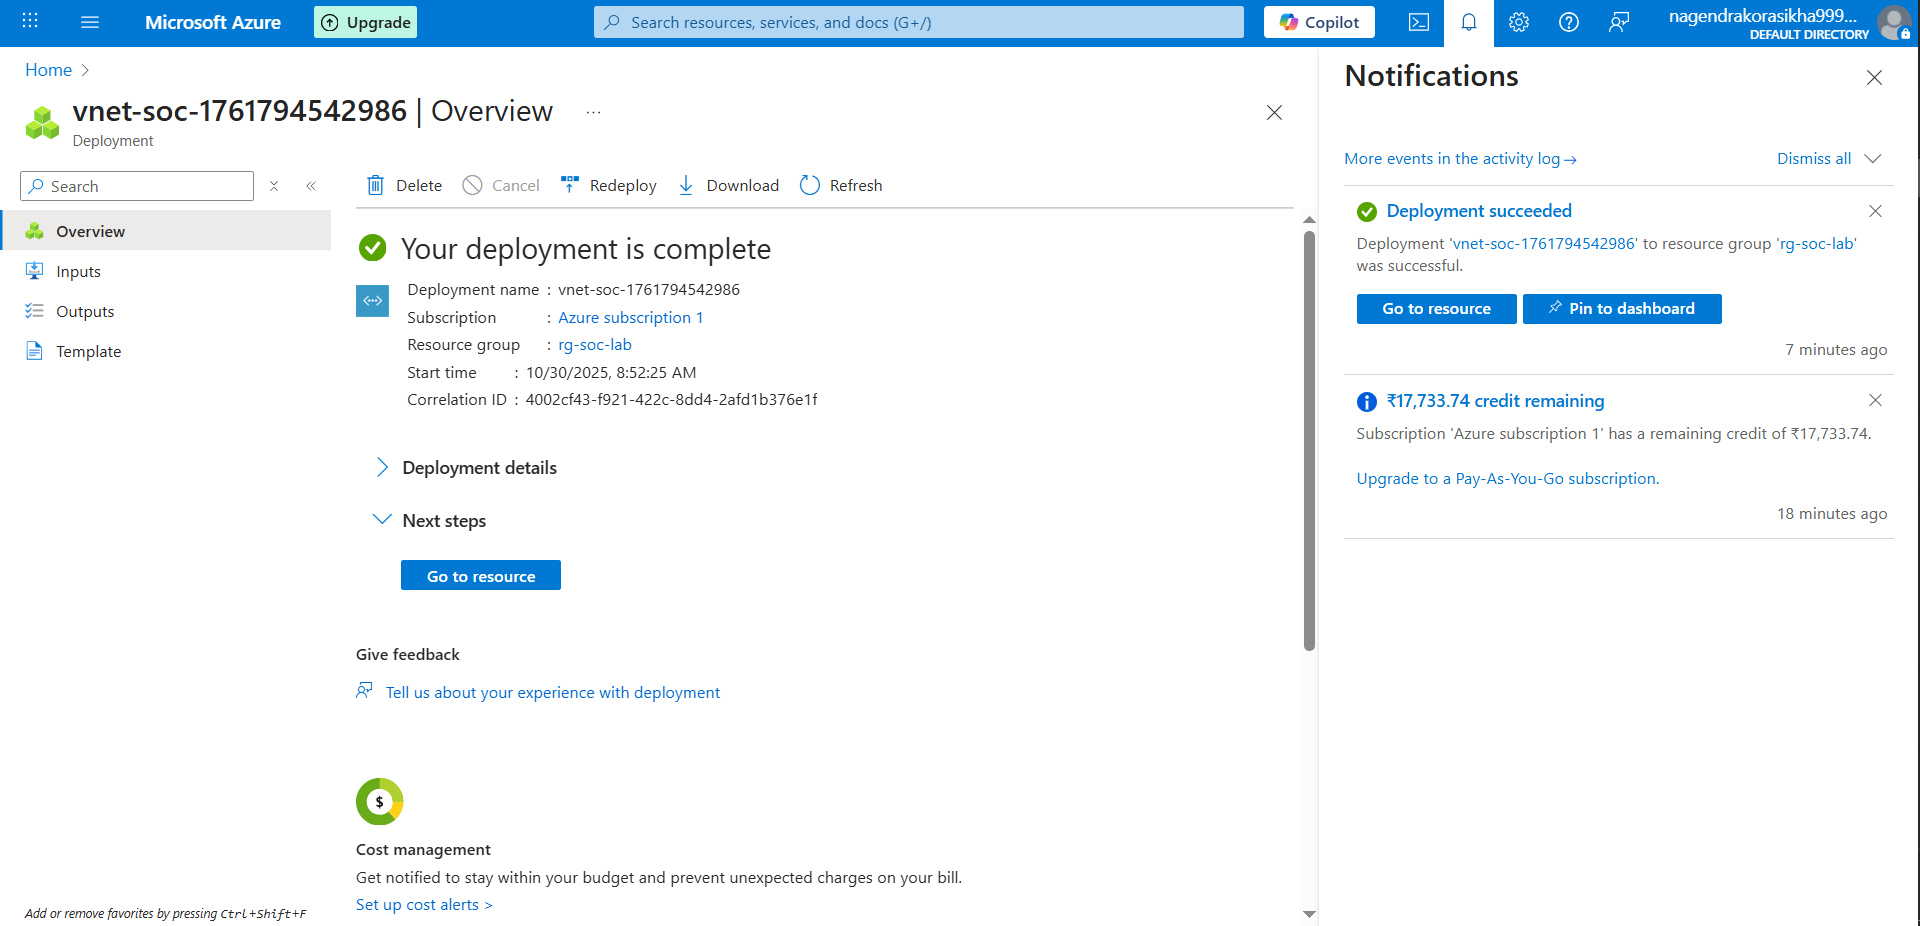 Microsoft Azure
Upgrade
Search resources, services, and docs (G+/)
Copilot
nagendrakorasikha999...
DEFAULT DIRECTORY
Home
vnet-soc-1761794542986 | Overview
...
Deployment
Search
Delete
Cancel
Redeploy
Download
Refresh
Overview
Inputs
Outputs
Template
Your deployment is complete
Deployment name : vnet-soc-1761794542986
Subscription : Azure subscription 1
Resource group : rg-soc-lab
Start time : 10/30/2025, 8:52:25 AM
Correlation ID : 4002cf43-f921-422c-8dd4-2afd1b376e1f
Deployment details
Next steps
Go to resource
Give feedback
Tell us about your experience with deployment
$
Cost management
Get notified to stay within your budget and prevent unexpected charges on your bill.
Set up cost alerts >
Add or remove favorites by pressing Ctrl+Shift+F
Notifications
More events in the activity log→
Dismiss all
Deployment succeeded
Deployment 'vnet-soc-1761794542986' to resource group 'rg-soc-lab'
was successful.
Go to resource
Pin to dashboard
7 minutes ago
₹17,733.74 credit remaining
Subscription 'Azure subscription 1' has a remaining credit of ₹17,733.74.
Upgrade to a Pay-As-You-Go subscription.
18 minutes ago